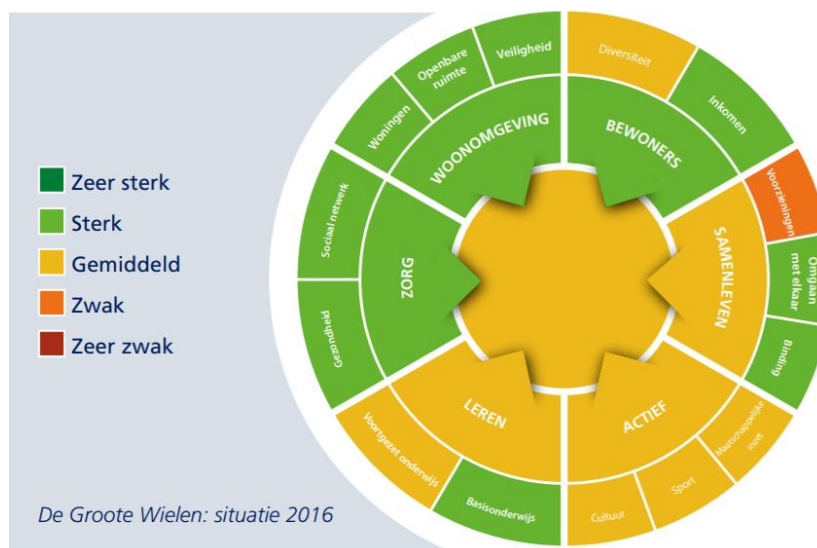 Zeer sterk
Sterk
Gemiddeld
Zwak
Zeer zwak
De Groote Wielen: situatie 2016
WOONOMGEVING
Woningen
Openbare
ruimte
Veiligheid
BEWONERS
Diversiteit
Inkomen
SAMENLEVEN
Voorzieningen
Omgaan
met elkaar
Binding
ACTIEF
Maatschappelijke
inzet
Sport
Cultuur
LEREN
Basisonderwijs
Voortgezet onderwijs
ZORG
Gezondheid
Sociaal netwerk